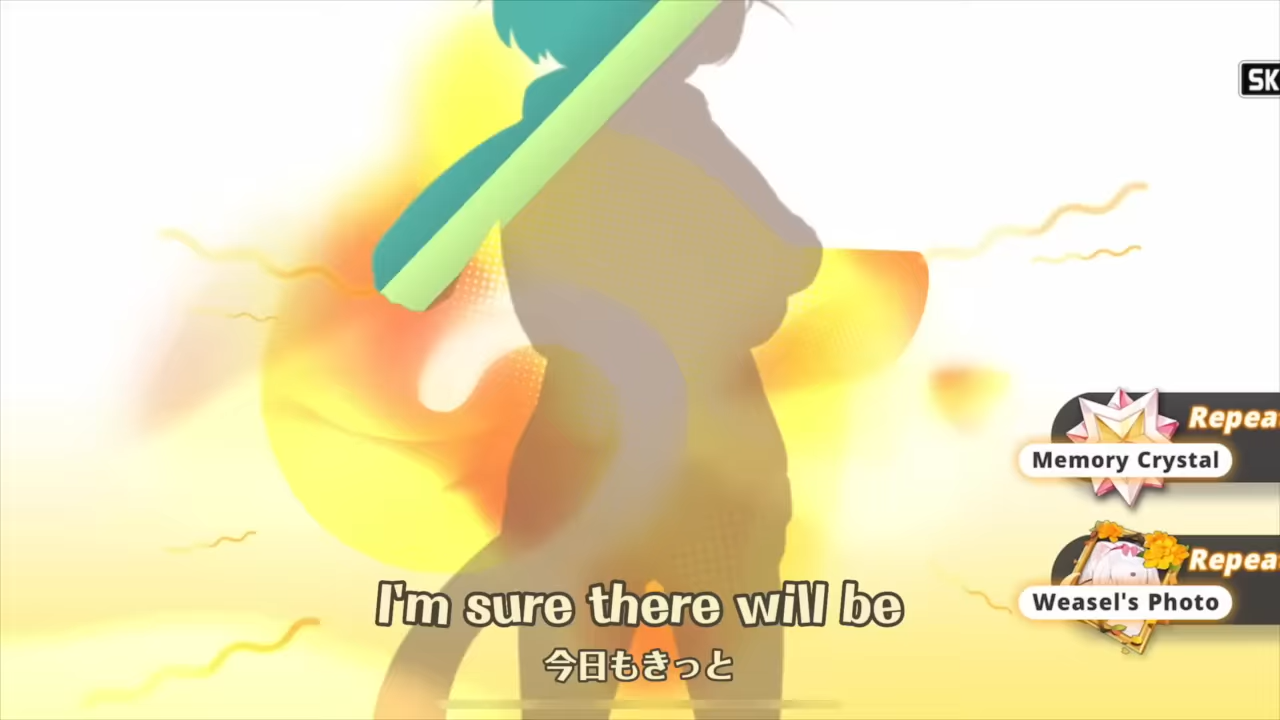 SK
Repea
Memory Crystal
Repea
Weasel's Photo
I'm sure there will be
今日もきっと